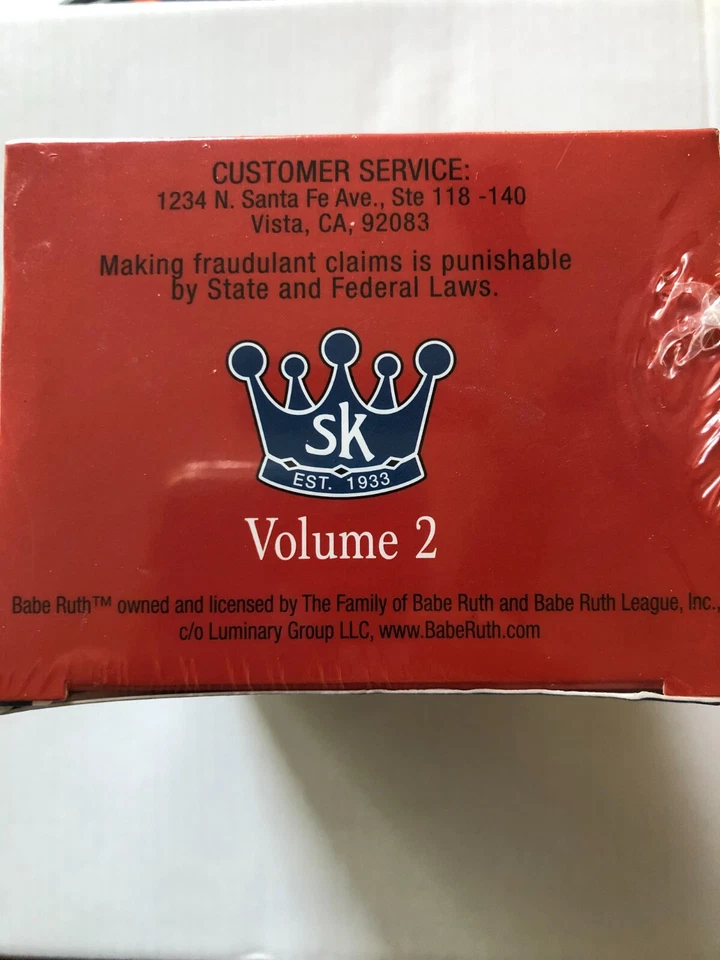 CUSTOMER SERVICE:
1234 N. Santa Fe Ave., Ste 118 -140
Vista, CA, 92083
Making fraudulant claims is punishable
by State and Federal Laws.
SK
EST. 1933
Volume 2
Babe Ruth™ owned and licensed by The Family of Babe Ruth and Babe Ruth League, Inc.,
c/o Luminary Group LLC, www.BabeRuth.com